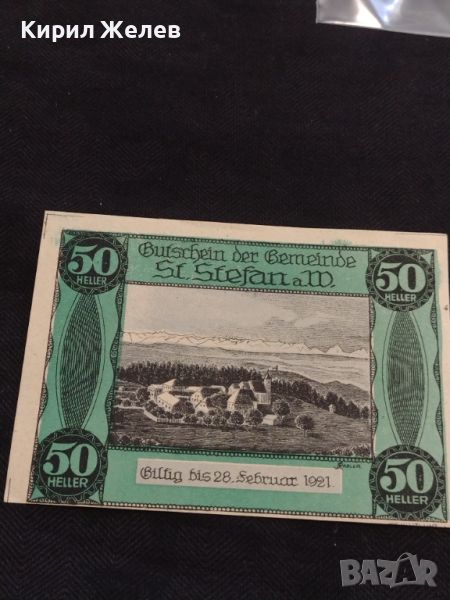 Кирил Желев
50 HELLER
Gutschein der Gemeinde
St. Stefan a.W.
50 HELLER
50 HELLER
Giltig bis 28. Februar 1921.
50 HELLER
BAZAR